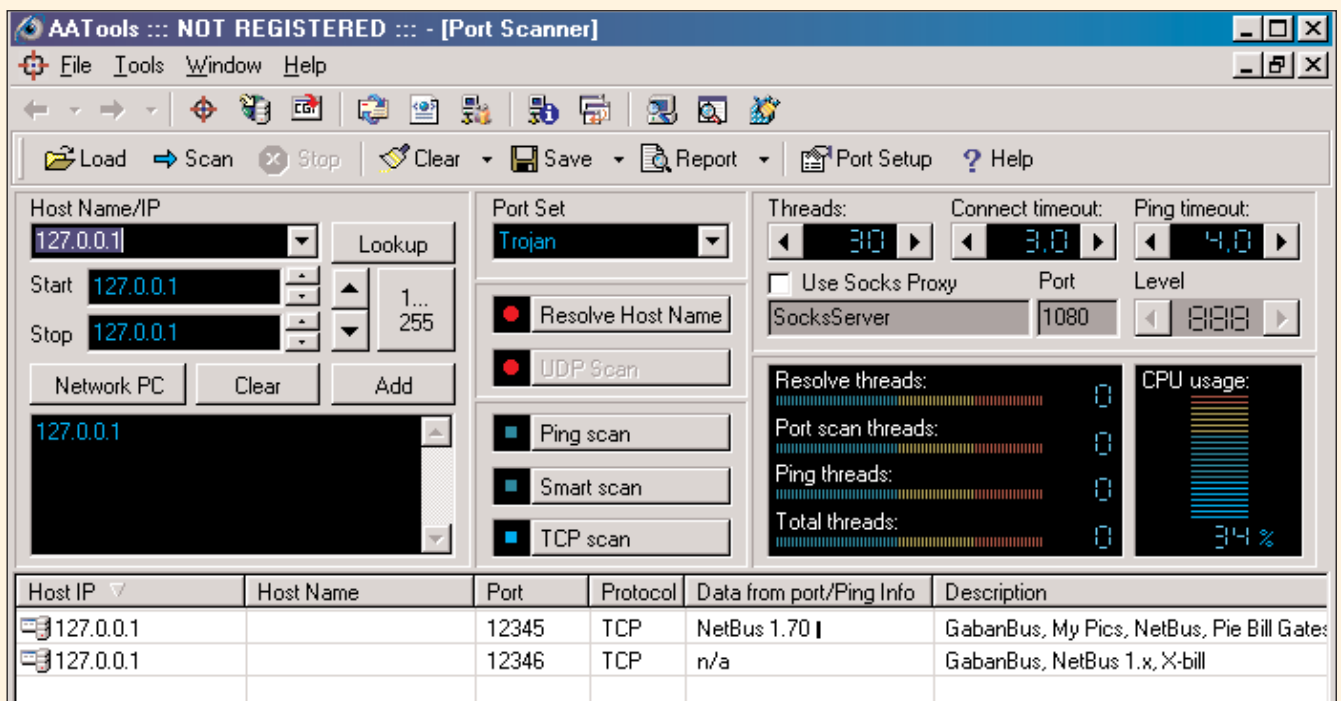 AATools ::: NOT REGISTERED ::: - [Port Scanner]
File Tools Window Help
CGI
Load Scan Stop Clear Save Report Port Setup ? Help
Host Name/IP
127.0.0.1
Lookup
Start 127.0.0.1
Stop 127.0.0.1
1...
255
Network PC Clear Add
127.0.0.1
Port Set
Trojan
Resolve Host Name
UDP Scan
Ping scan
Smart scan
TCP scan
Threads: Connect timeout: Ping timeout:
30 3.0 4.0
Use Socks Proxy Port Level
SocksServer 1080 888
Resolve threads: 0
Port scan threads: 0
Ping threads: 0
Total threads: 0
CPU usage:
34 %
Host IP Host Name Port Protocol Data from port/Ping Info Description
127.0.0.1 12345 TCP NetBus 1.70 GabanBus, My Pics, NetBus, Pie Bill Gates
127.0.0.1 12346 TCP n/a GabanBus, NetBus 1.x, X-bill